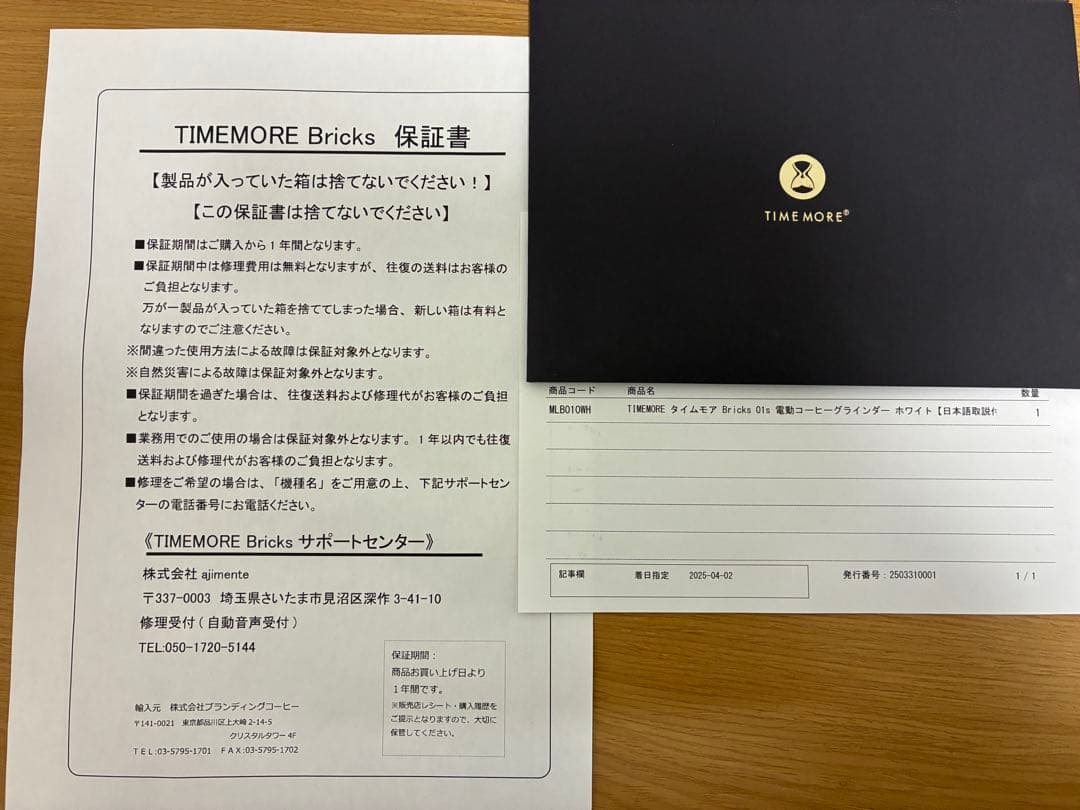 TIMEMORE Bricks 保証書
【製品が入っていた箱は捨てないでください！】
【この保証書は捨てないでください】
■保証期間はご購入から1年間となります。
■保証期間中は修理費用は無料となりますが、往復の送料はお客様の
ご負担となります。
万が一製品が入っていた箱を捨ててしまった場合、新しい箱は有料と
なりますのでご注意ください。
※間違った使用方法による故障は保証対象外となります。
※自然災害による故障は保証対象外となります。
■保証期間を過ぎた場合は、往復送料および修理代がお客様のご負担
となります。
■業務用でのご使用の場合は保証対象外となります。1年以内でも往復
送料および修理代がお客様のご負担となります。
■修理をご希望の場合は、「機種名」をご用意の上、下記サポートセン
ターの電話番号にお電話ください。
《TIMEMORE Bricks サポートセンター》
株式会社 ajimente
〒337-0003 埼玉県さいたま市見沼区深作 3-41-10
修理受付 ( 自動音声受付 )
TEL:050-1720-5144
保証期間：
商品お買い上げ日より
１年間です。
※販売店レシート・購入履歴を
ご提示となりますので、大切に
保管してください。
輸入元 株式会社ブランディングコーヒー
〒141-0021 東京都品川区上大崎 2-14-5
クリスタルタワー 4F
ＴＥＬ:03-5795-1701 ＦＡＸ:03-5795-1702
TIMEMORE®
商品コード 商品名 数量
MLB010WH TIMEMORE タイムモア Bricks 01s 電動コーヒーグラインダー ホワイト【日本語取説付 1
記事欄 着日指定 2025-04-02 発行番号：2503310001 1 / 1